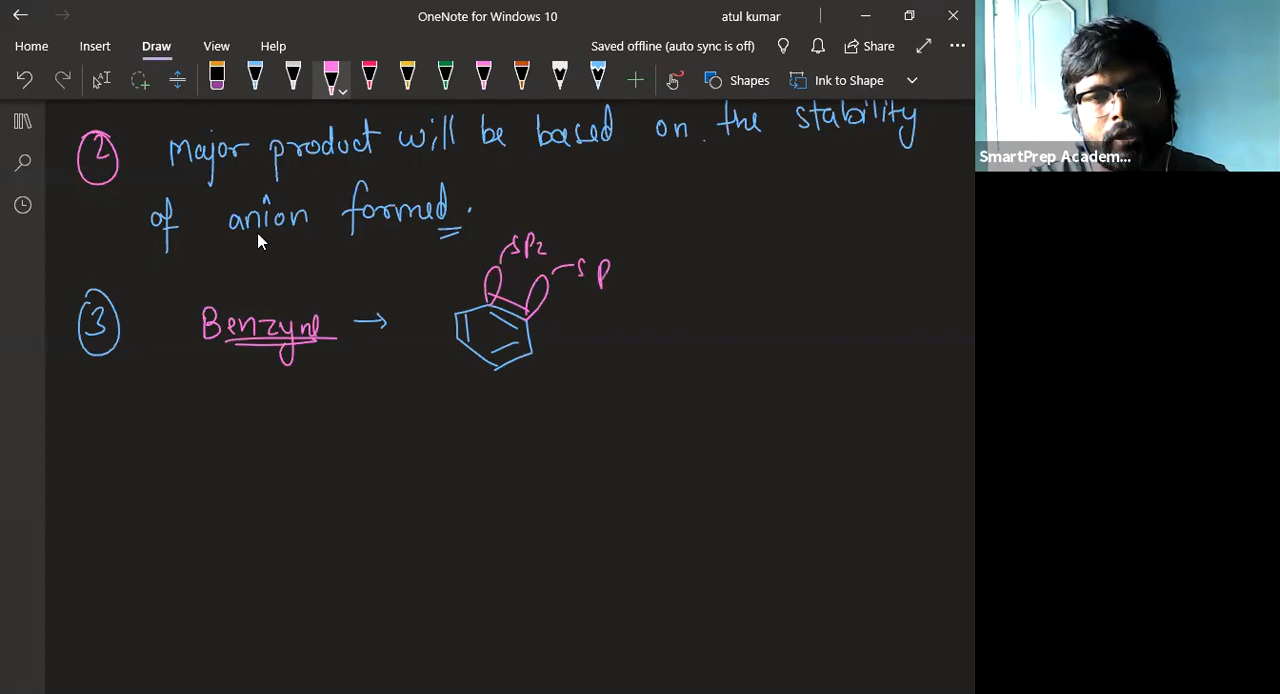 OneNote for Windows 10
atul kumar
Home Insert Draw View Help
Saved offline (auto sync is off)
Share
Shapes
Ink to Shape
② Major product will be based on the stability
of anion formed.
③ Benzyne →
sp2
sp
SmartPrep Academ...